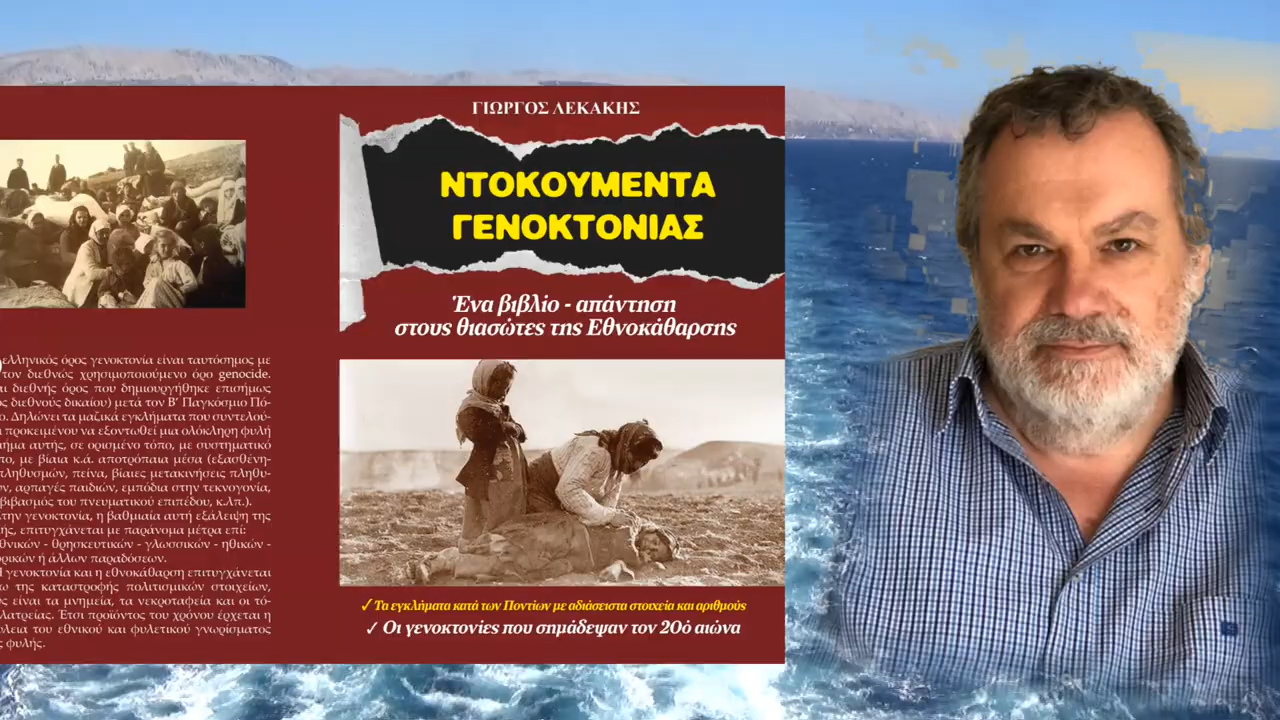 ΓΙΩΡΓΟΣ ΛΕΚΑΚΗΣ
ΝΤΟΚΟΥΜΕΝΤΑ
ΓΕΝΟΚΤΟΝΙΑΣ
Ένα βιβλίο - απάντηση
στους θιασώτες της Εθνοκάθαρσης
✓ Τα εγκλήματα κατά των Ποντίων με αδιάσειστα στοιχεία και αριθμούς
✓ Οι γενοκτονίες που σημάδεψαν τον 20ό αιώνα
ελληνικός όρος γενοκτονία είναι ταυτόσημος με
τον διεθνώς χρησιμοποιούμενο όρο genocide.
διεθνής όρος που δημιουργήθηκε επισήμως
διεθνούς δικαίου) μετά τον Β’ Παγκόσμιο Πό-
Δηλώνει τα μαζικά εγκλήματα που συντελού-
προκειμένου να εξοντωθεί μια ολόκληρη φυλή
αυτής, σε ορισμένο τόπο, με συστηματικό
με βίαια κ.ά. αποτρόπαια μέσα (εξασθένη-
πληθυσμών, πείνα, βίαιες μετακινήσεις πληθυ-
αρπαγές παιδιών, εμπόδια στην τεκνογονία,
του πνευματικού επιπέδου, κ.λπ.).
την γενοκτονία, η βαθμιαία αυτή εξάλειψη της
επιτυγχάνεται με παράνομα μέτρα επί:
- θρησκευτικών - γλωσσικών - ηθικών -
ή άλλων παραδόσεων.
γενοκτονία και η εθνοκάθαρση επιτυγχάνεται
της καταστροφής πολιτισμικών στοιχείων,
είναι τα μνημεία, τα νεκροταφεία και οι τό-
λατρείας. Έτσι προϊόντος του χρόνου έρχεται η
του εθνικού και φυλετικού γνωρίσματος
φυλής.